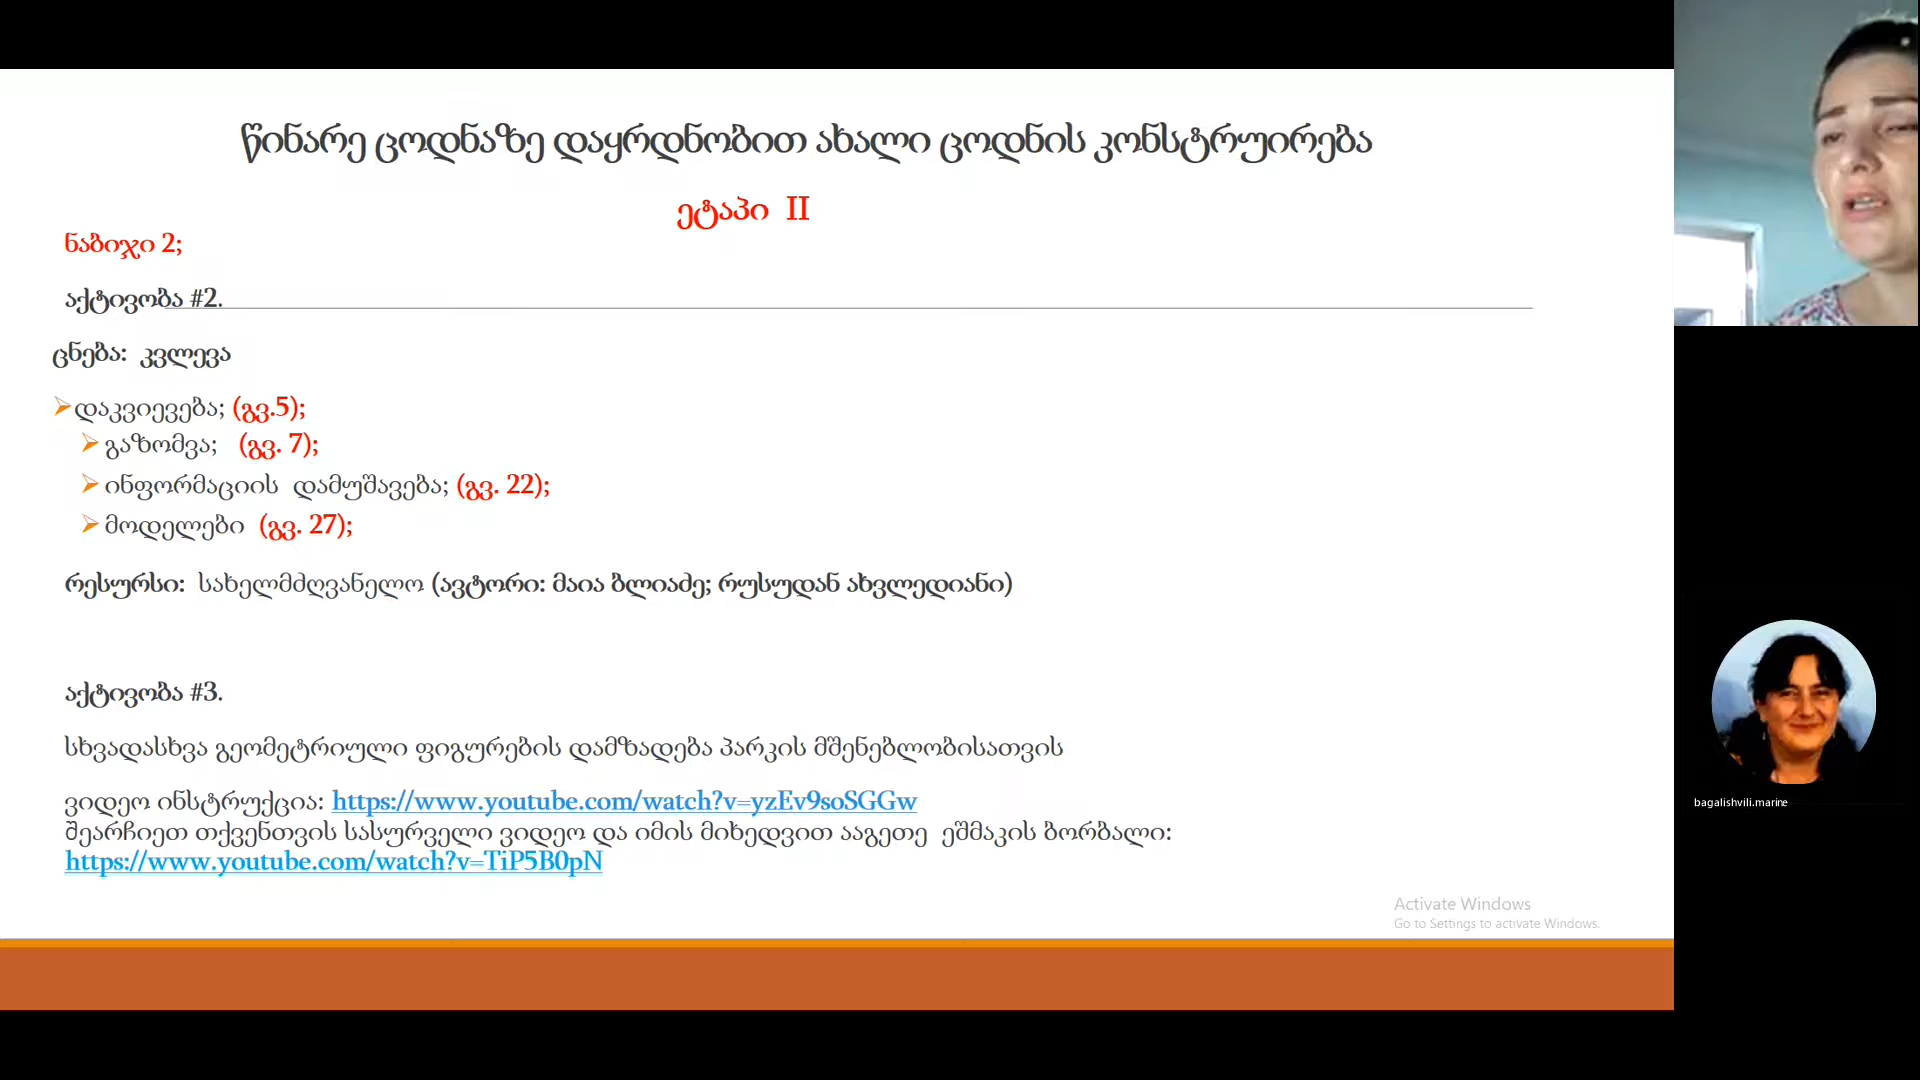 წინარე ცოდნაზე დაყრდნობით ახალი ცოდნის კონსტრუირება
ეტაპი II
ნაბიჯი 2;
აქტივობა #2.
ცნება: კვლევა
დაკვიევება; (გვ.5);
გაზომვა; (გვ. 7);
ინფორმაციის დამუშავება; (გვ. 22);
მოდელები (გვ. 27);
რესურსი: სახელმძღვანელო (ავტორი: მაია ბლიაძე; რუსუდან ახვლედიანი)
აქტივობა #3.
სხვადასხვა გეომეტრიული ფიგურების დამზადება პარკის მშენებლობისათვის
ვიდეო ინსტრუქცია: https://www.youtube.com/watch?v=yzEv9soSGGw
შეარჩიეთ თქვენთვის სასურველი ვიდეო და იმის მიხედვით ააგეთე ეშმაკის ბორბალი:
https://www.youtube.com/watch?v=TiP5B0pN
Activate Windows
Go to Settings to activate Windows.
bagalishvili.marine